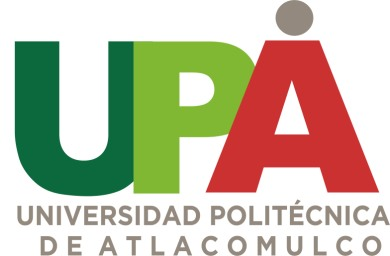 UPA
UNIVERSIDAD POLITÉCNICA
DE ATLACOMULCO